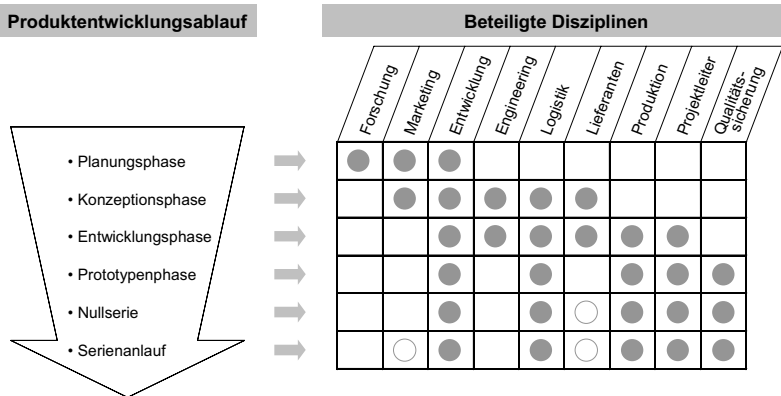 Produktentwicklungsablauf
Beteiligte Disziplinen
Forschung
Marketing
Entwicklung
Engineering
Logistik
Lieferanten
Produktion
Projektleiter
Qualitäts-
sicherung
• Planungsphase
• Konzeptionsphase
• Entwicklungsphase
• Prototypenphase
• Nullserie
• Serienanlauf